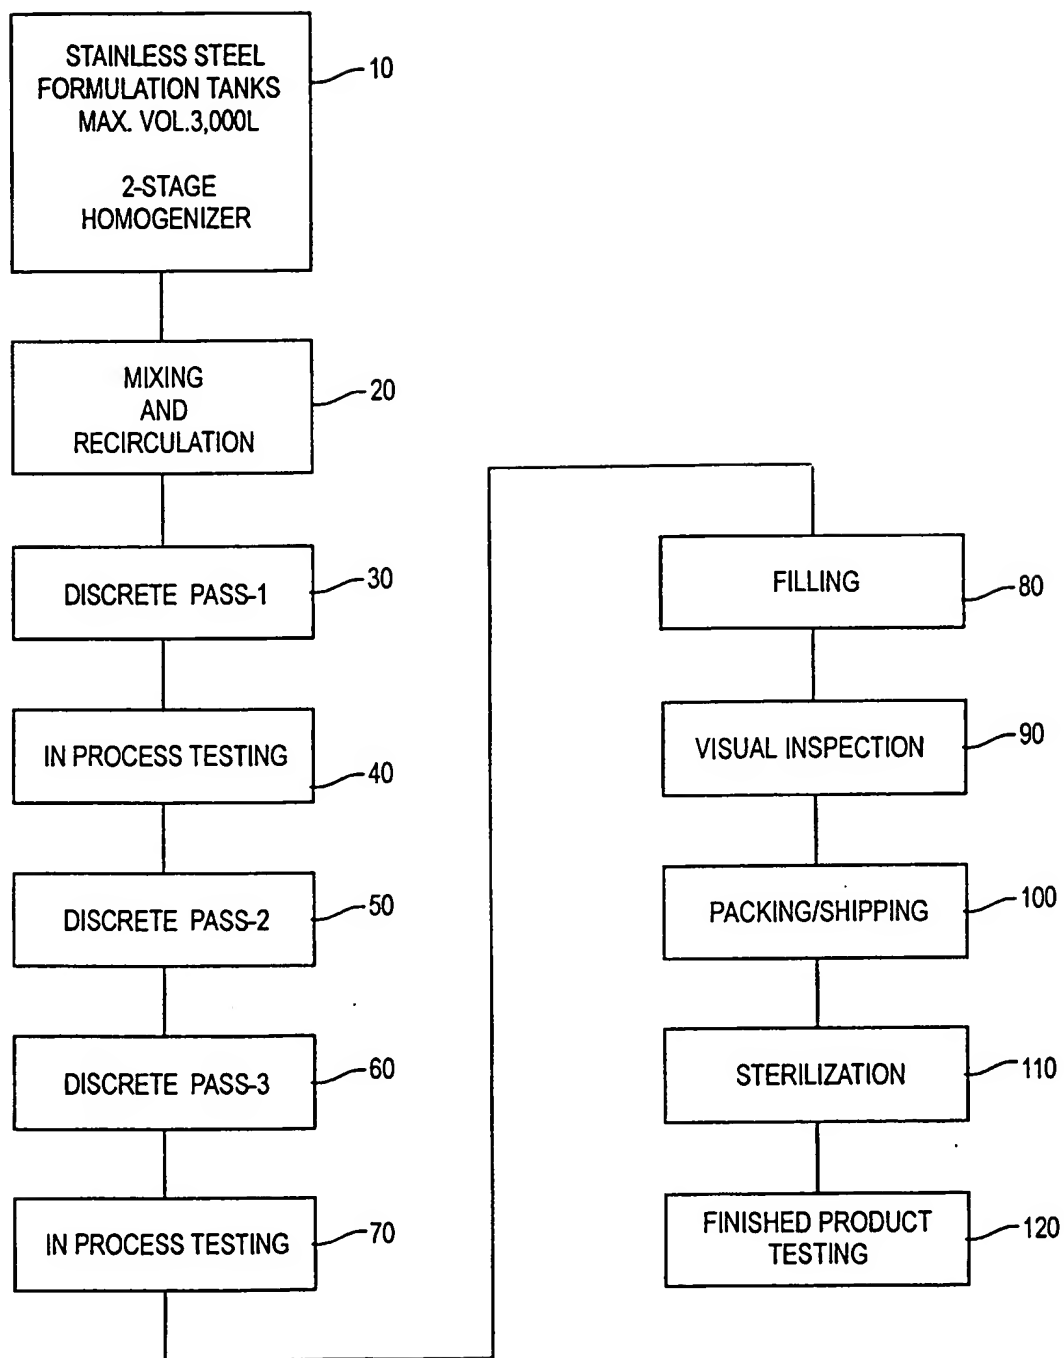 STAINLESS STEEL
FORMULATION TANKS
MAX. VOL.3,000L
2-STAGE
HOMOGENIZER
10
MIXING
AND
RECIRCULATION
20
DISCRETE PASS-1
30
IN PROCESS TESTING
40
DISCRETE PASS-2
50
DISCRETE PASS-3
60
IN PROCESS TESTING
70
FILLING
80
VISUAL INSPECTION
90
PACKING/SHIPPING
100
STERILIZATION
110
FINISHED PRODUCT
TESTING
120